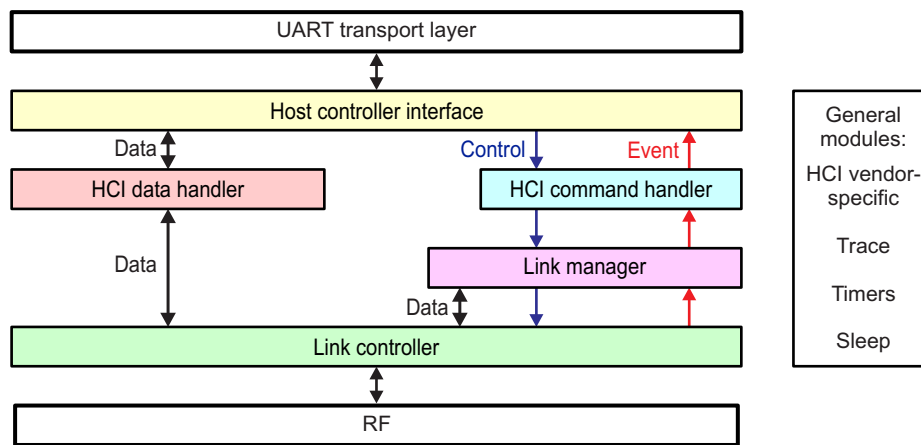 UART transport layer
Host controller interface
Data
Control
Event
HCI data handler
HCI command handler
Data
Link manager
Data
Link controller
RF
General
modules:
HCI vendor-
specific
Trace
Timers
Sleep